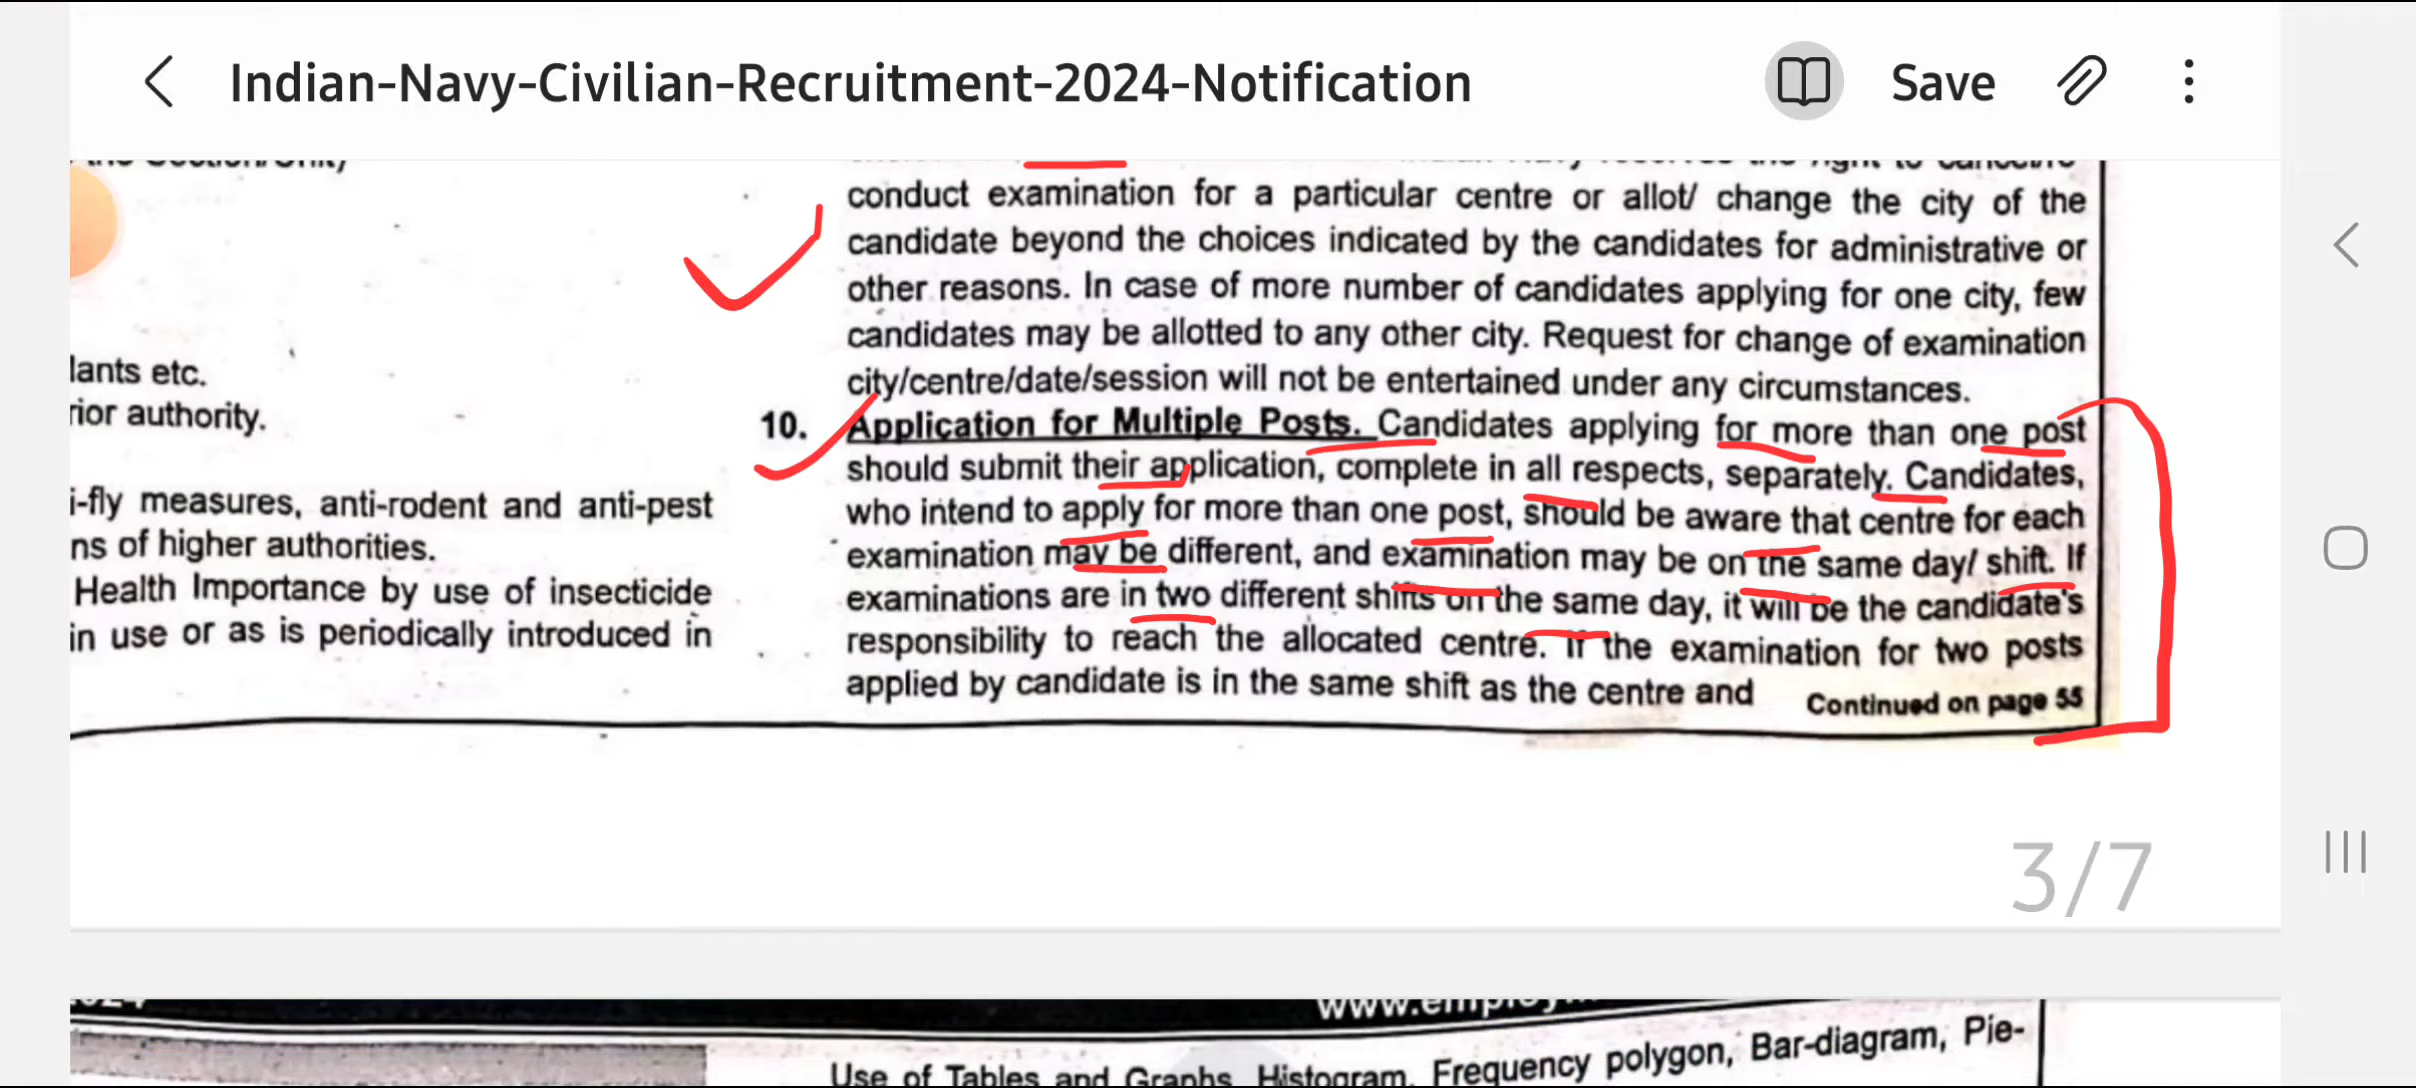 Indian-Navy-Civilian-Recruitment-2024-Notification
Save
the Section/Unit)
lants etc.
rior authority.
i-fly measures, anti-rodent and anti-pest
ns of higher authorities.
Health Importance by use of insecticide
in use or as is periodically introduced in
the right to cancel/re
conduct examination for a particular centre or allot/ change the city of the
candidate beyond the choices indicated by the candidates for administrative or
other reasons. In case of more number of candidates applying for one city, few
candidates may be allotted to any other city. Request for change of examination
city/centre/date/session will not be entertained under any circumstances.
10. Application for Multiple Posts. Candidates applying for more than one post
should submit their application, complete in all respects, separately. Candidates,
who intend to apply for more than one post, should be aware that centre for each
examination may be different, and examination may be on the same day/ shift. If
examinations are in two different shifts on the same day, it will be the candidate's
responsibility to reach the allocated centre. If the examination for two posts
applied by candidate is in the same shift as the centre and
Continued on page 55
3/7
2024
Use of Tables and Graphs, Histogram, Frequency polygon, Bar-diagram, Pie-